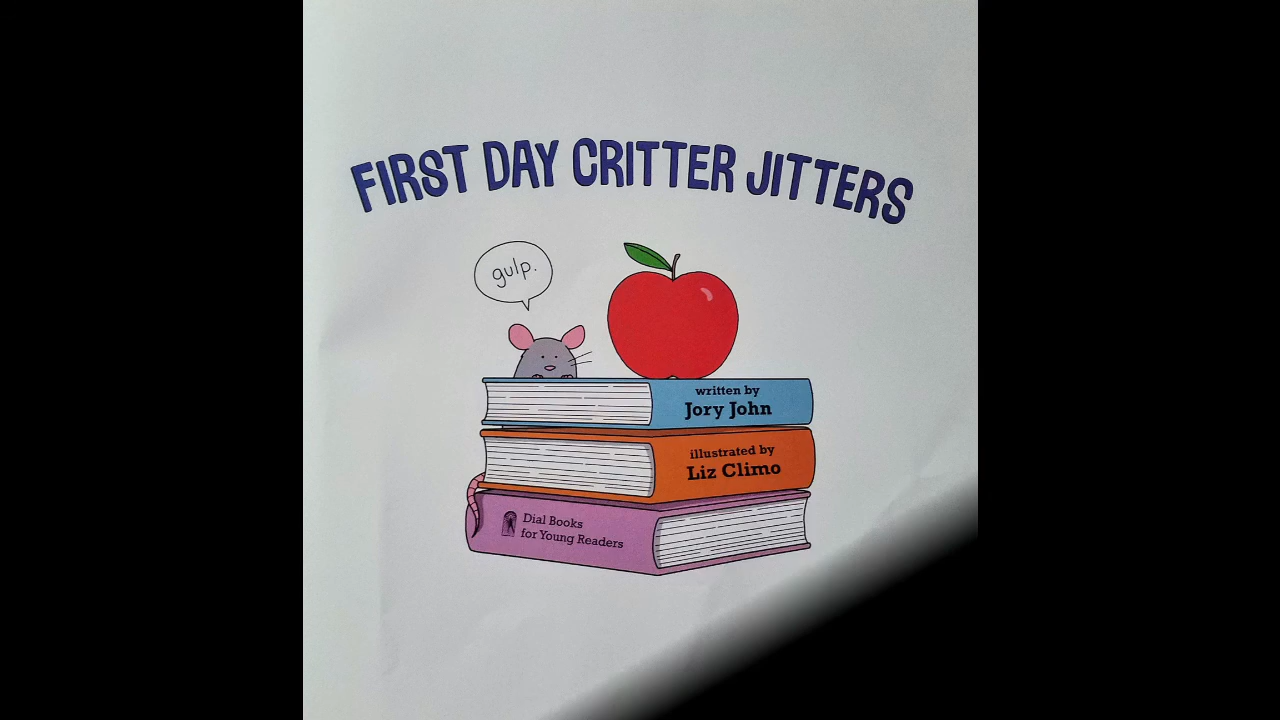 FIRST DAY CRITTER JITTERS
gulp.
written by
Jory John
illustrated by
Liz Climo
Dial Books
for Young Readers